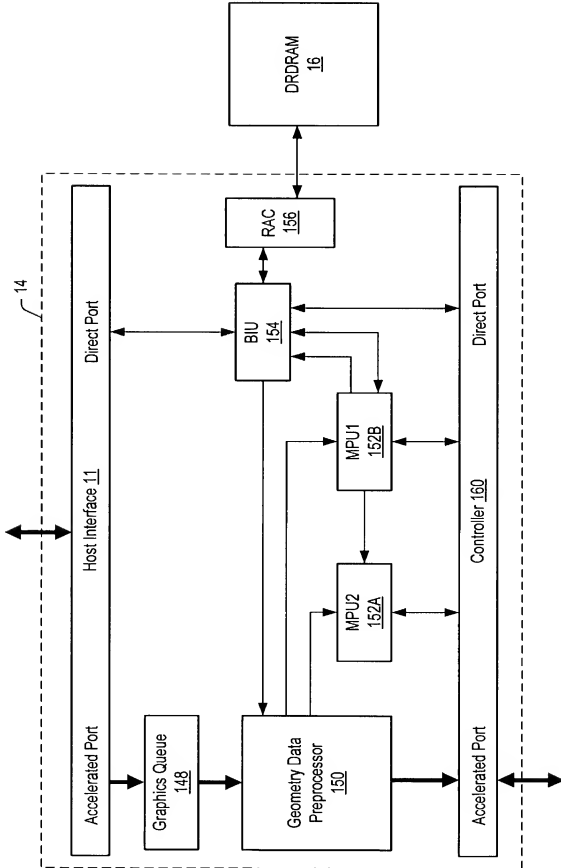 DRDRAM
16
14
RAC
156
Direct Port
Host Interface 11
Accelerated Port
BIU
154
MPU1
152B
MPU2
152A
Graphics Queue
148
Geometry Data
Preprocessor
150
Direct Port
Controller 160
Accelerated Port